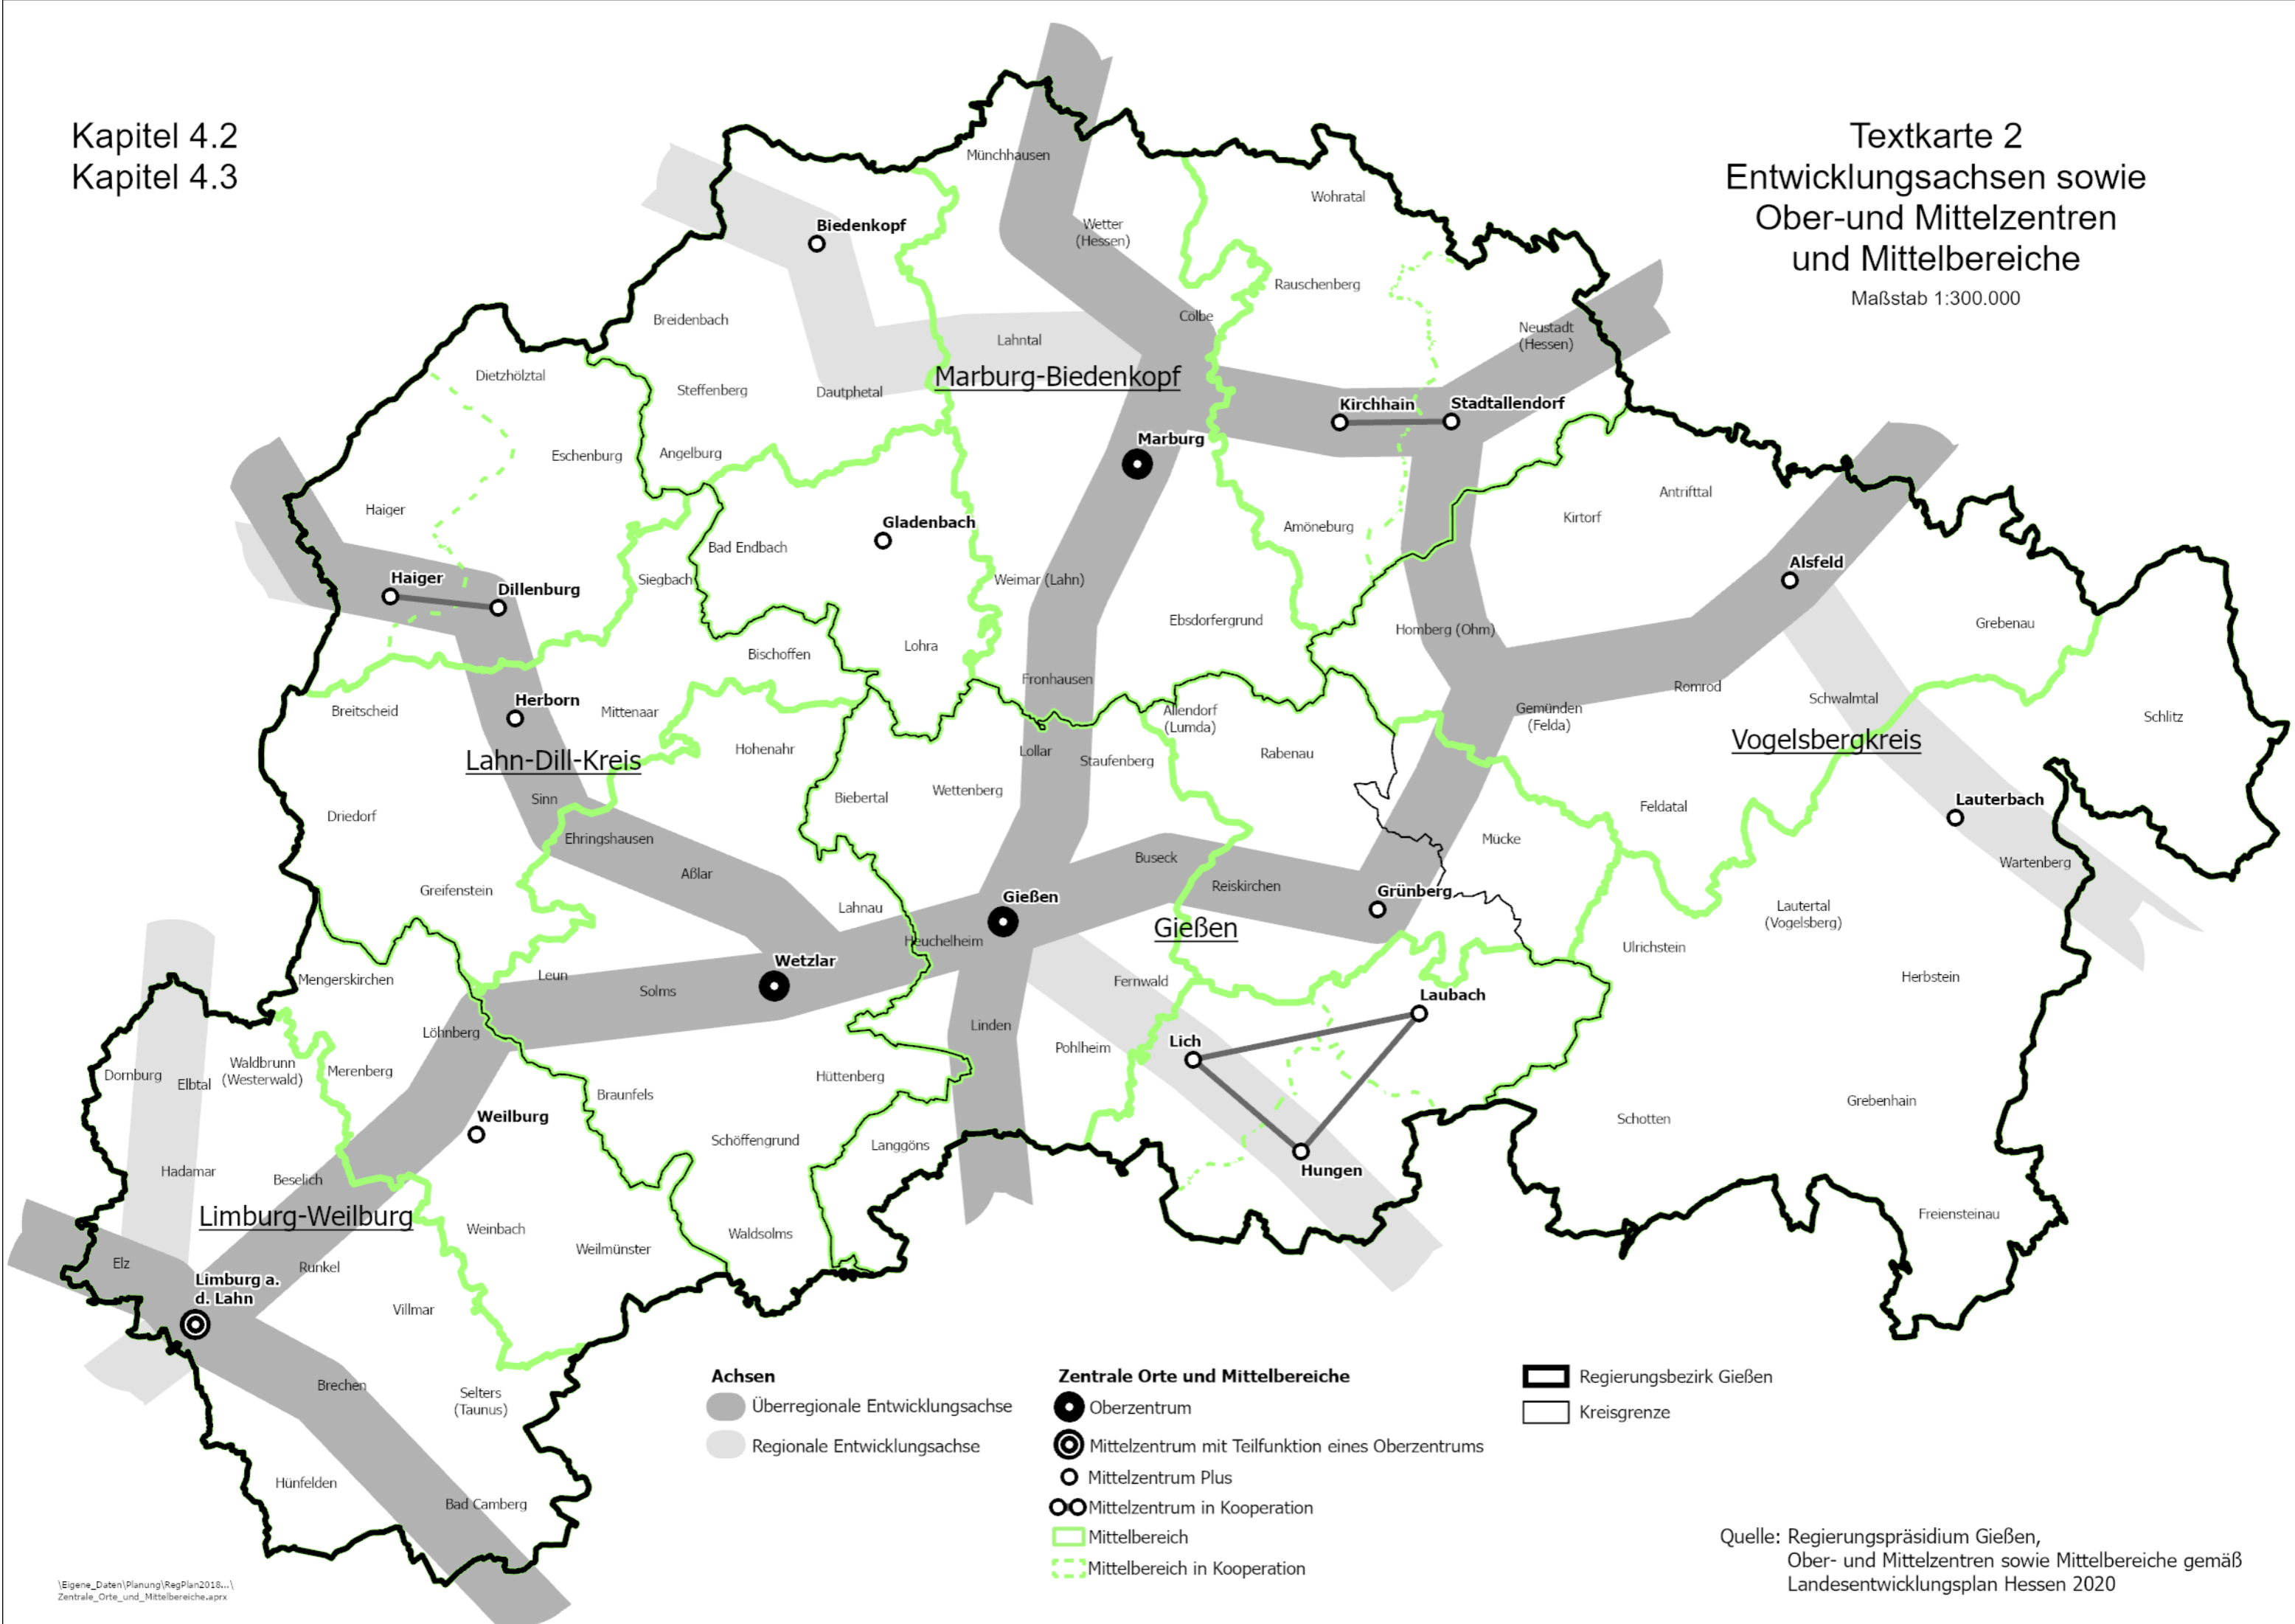 Kapitel 4.2
Kapitel 4.3
Textkarte 2
Entwicklungsachsen sowie
Ober-und Mittelzentren
und Mittelbereiche
Maßstab 1:300.000
Münchhausen
Wohratal
Biedenkopf
Wetter
(Hessen)
Rauschenberg
Breidenbach
Cölbe
Neustadt
(Hessen)
Lahntal
Dietzhölztal
Marburg-Biedenkopf
Steffenberg
Dautphetal
Kirchhain
Stadtallendorf
Marburg
Eschenburg
Angelburg
Antrifttal
Haiger
Kirtorf
Gladenbach
Amöneburg
Bad Endbach
Alsfeld
Haiger
Siegbach
Weimar (Lahn)
Dillenburg
Ebsdorfergrund
Grebenau
Homberg (Ohm)
Lohra
Bischoffen
Fronhausen
Romrod
Herborn
Schwalmtal
Breitscheid
Mittenaar
Allendorf
(Lumda)
Gemünden
(Felda)
Schlitz
Vogelsbergkreis
Hohenahr
Lollar
Rabenau
Lahn-Dill-Kreis
Staufenberg
Wettenberg
Biebertal
Sinn
Lauterbach
Feldatal
Driedorf
Ehringshausen
Mücke
Buseck
Wartenberg
Aßlar
Reiskirchen
Greifenstein
Grünberg
Gießen
Lahnau
Lautertal
(Vogelsberg)
Gießen
Heuchelheim
Ulrichstein
Wetzlar
Leun
Mengerskirchen
Fernwald
Herbstein
Solms
Laubach
Linden
Löhnberg
Lich
Pohlheim
Waldbrunn
(Westerwald)
Merenberg
Dornburg
Elbtal
Hüttenberg
Braunfels
Grebenhain
Weilburg
Schotten
Schöffengrund
Langgöns
Hadamar
Hungen
Beselich
Limburg-Weilburg
Freiensteinau
Weinbach
Waldsolms
Weilmünster
Elz
Runkel
Limburg a.
d. Lahn
Villmar
Brechen
Selters
(Taunus)
Hünfelden
Bad Camberg
Achsen
Überregionale Entwicklungsachse
Regionale Entwicklungsachse
Zentrale Orte und Mittelbereiche
Oberzentrum
Mittelzentrum mit Teilfunktion eines Oberzentrums
Mittelzentrum Plus
Mittelzentrum in Kooperation
Mittelbereich
Mittelbereich in Kooperation
Regierungsbezirk Gießen
Kreisgrenze
Quelle: Regierungspräsidium Gießen,
Ober- und Mittelzentren sowie Mittelbereiche gemäß
Landesentwicklungsplan Hessen 2020
\Eigene_Daten\Planung\RegPlan2018...\
Zentrale_Orte_und_Mittelbereiche.aprx